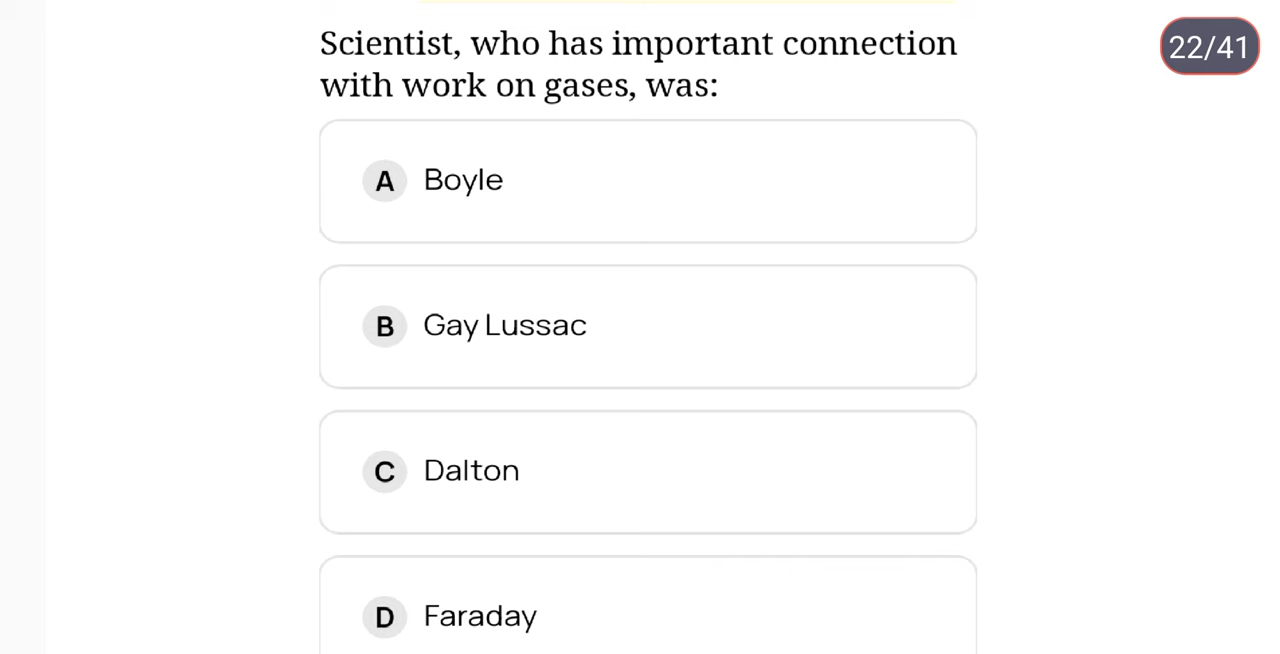 Scientist, who has important connection
22/41
with work on gases, was:
A Boyle
B Gay Lussac
C Dalton
D Faraday